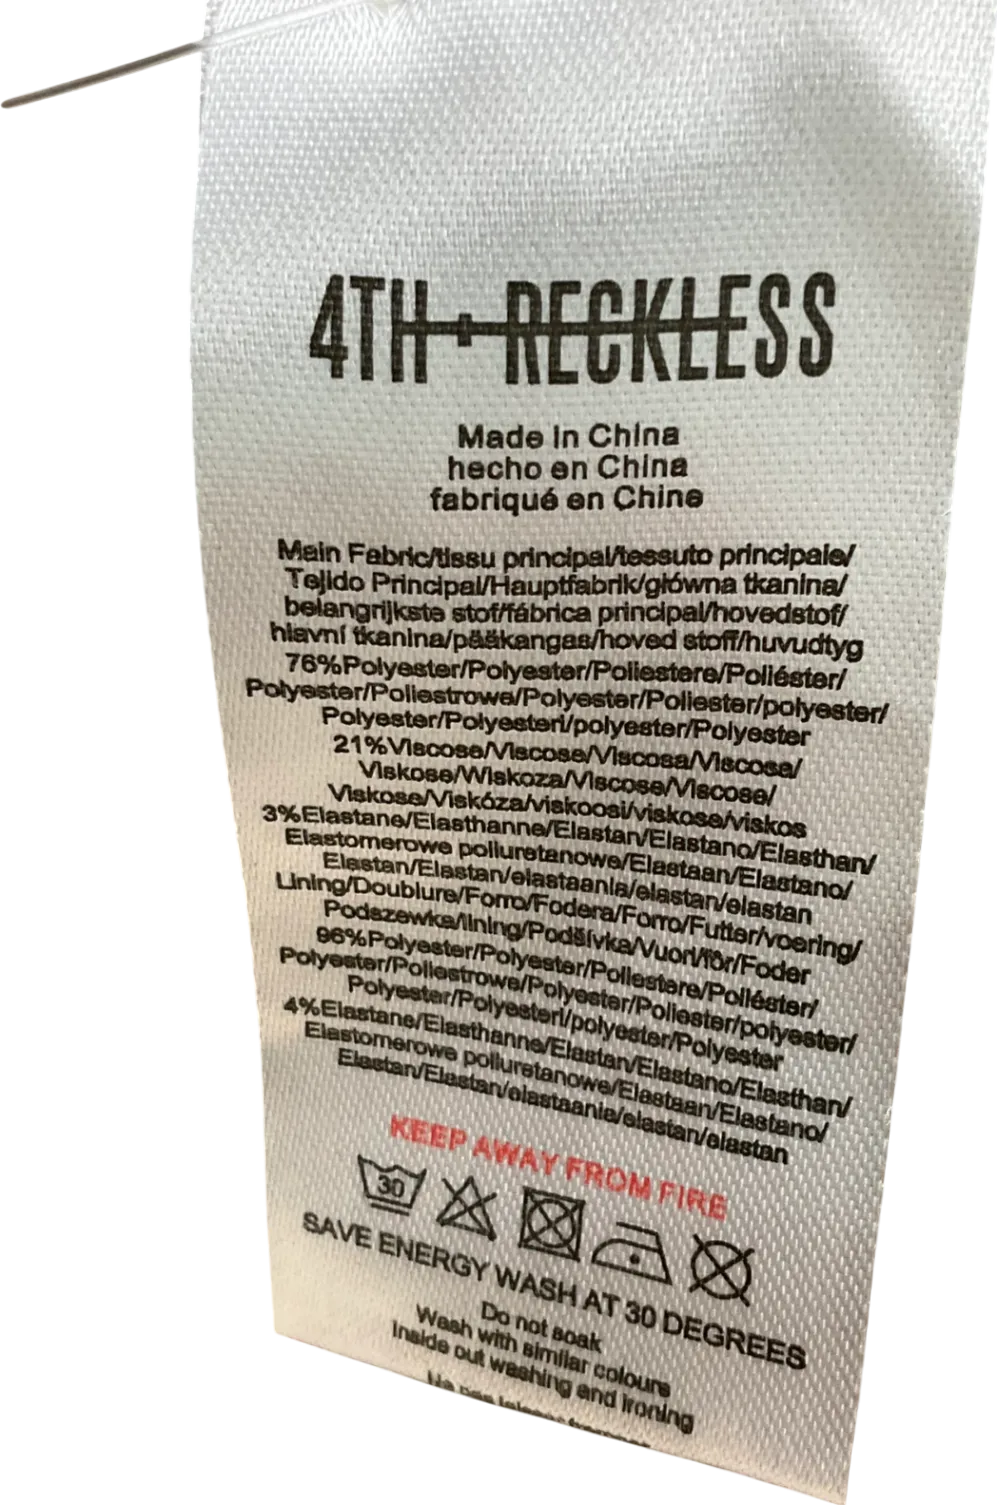 4TH + RECKLESS
Made in China
hecho en China
fabriqué en Chine
Main Fabric/tissu principal/tessuto principale/
Tejido Principal/Hauptfabrik/główna tkanina/
belangrijkste stof/fábrica principal/hovedstof/
hlavní tkanina/pääkangas/hoved stoff/huvudtyg
76%Polyester/Polyester/Poliestere/Poliéster/
Polyester/Poliestrowe/Polyester/Poliester/polyester/
Polyester/Polyesteri/polyester/Polyester
21%Viscose/Viscose/Viscosa/Viscose/
Viskose/Wiskoza/Viscose/Viscose/
Viskose/Viskóza/viskoosi/viskose/viskos
3%Elastane/Elasthanne/Elastan/Elastano/Elasthan/
Elastomerowe poliuretanowe/Elastaan/Elastano/
Elastan/Elastan/elastaania/elastan/elastan
Lining/Doublure/Forro/Fodera/Forro/Futter/voering/
Podszewka/lining/Podšívka/Vuori/fôr/Foder
96%Polyester/Polyester/Poliestere/Poliéster/
Polyester/Poliestrowe/Polyester/Poliester/polyester/
Polyester/Polyesteri/polyester/Polyester
4%Elastane/Elasthanne/Elastan/Elastano/Elasthan/
Elastomerowe poliuretanowe/Elastaan/Elastano/
Elastan/Elastan/elastaania/elastan/elastan
KEEP AWAY FROM FIRE
30
SAVE ENERGY WASH AT 30 DEGREES
Do not soak
Wash with similar colours
Inside out washing and ironing